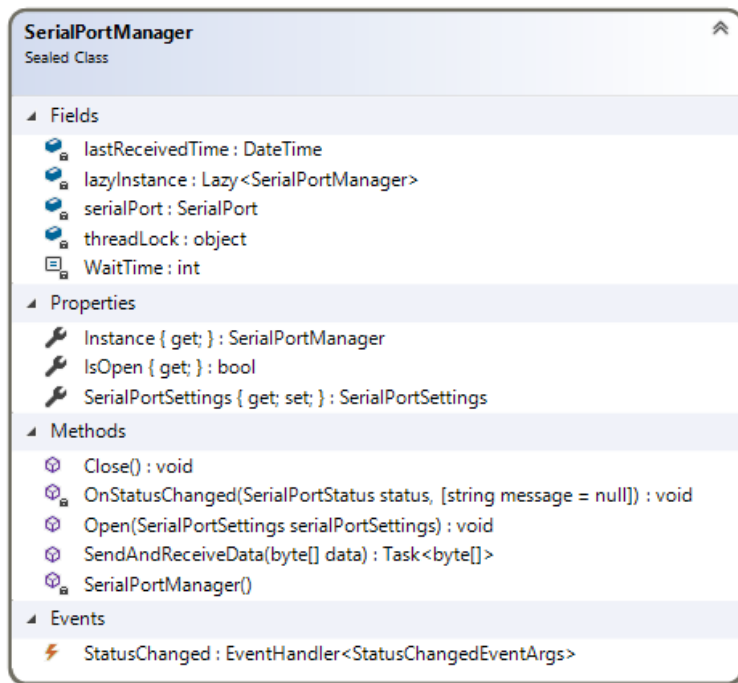 SerialPortManager
Sealed Class
Fields
lastReceivedTime : DateTime
lazyInstance : Lazy<SerialPortManager>
serialPort : SerialPort
threadLock : object
WaitTime : int
Properties
Instance { get; } : SerialPortManager
IsOpen { get; } : bool
SerialPortSettings { get; set; } : SerialPortSettings
Methods
Close() : void
OnStatusChanged(SerialPortStatus status, [string message = null]) : void
Open(SerialPortSettings serialPortSettings) : void
SendAndReceiveData(byte[] data) : Task<byte[]>
SerialPortManager()
Events
StatusChanged : EventHandler<StatusChangedEventArgs>